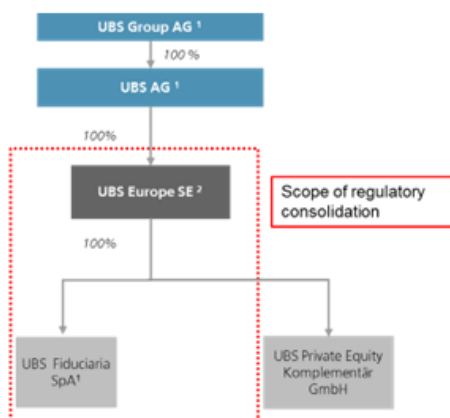 UBS Group AG ¹
100 %
UBS AG ¹
100%
UBS Europe SE ²
Scope of regulatory
consolidation
100%
UBS Fiduciaria
SpA¹
UBS Private Equity
Komplementär
GmbH